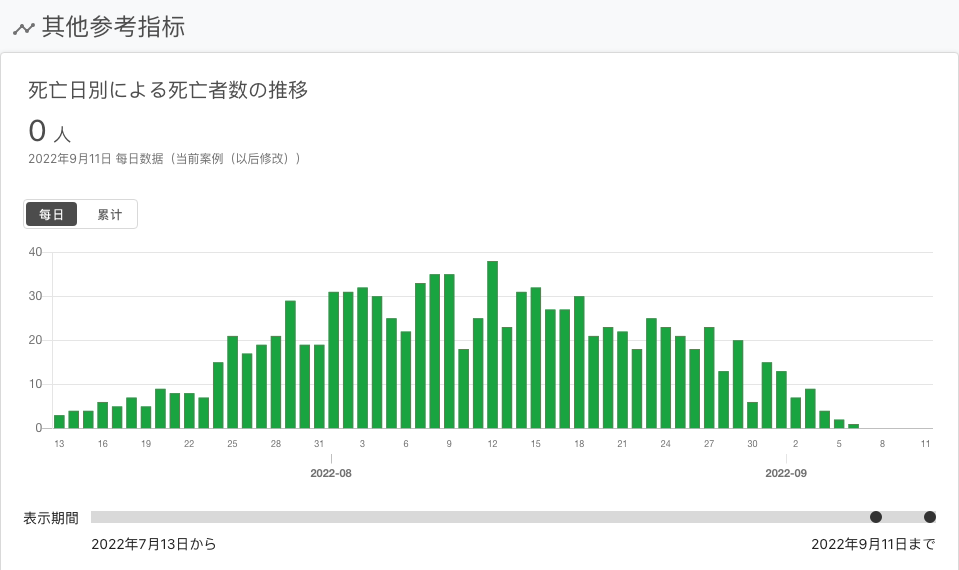 其他参考指标
死亡日別による死亡者数の推移
0 人
2022年9月11日 每日数据（当前案例（以后修改））
每日 累计
40
30
20
10
0
13 16 19 22 25 28 31 3 6 9 12 15 18 21 24 27 30 2 5 8 11
2022-08 2022-09
表示期間
2022年7月13日から 2022年9月11日まで